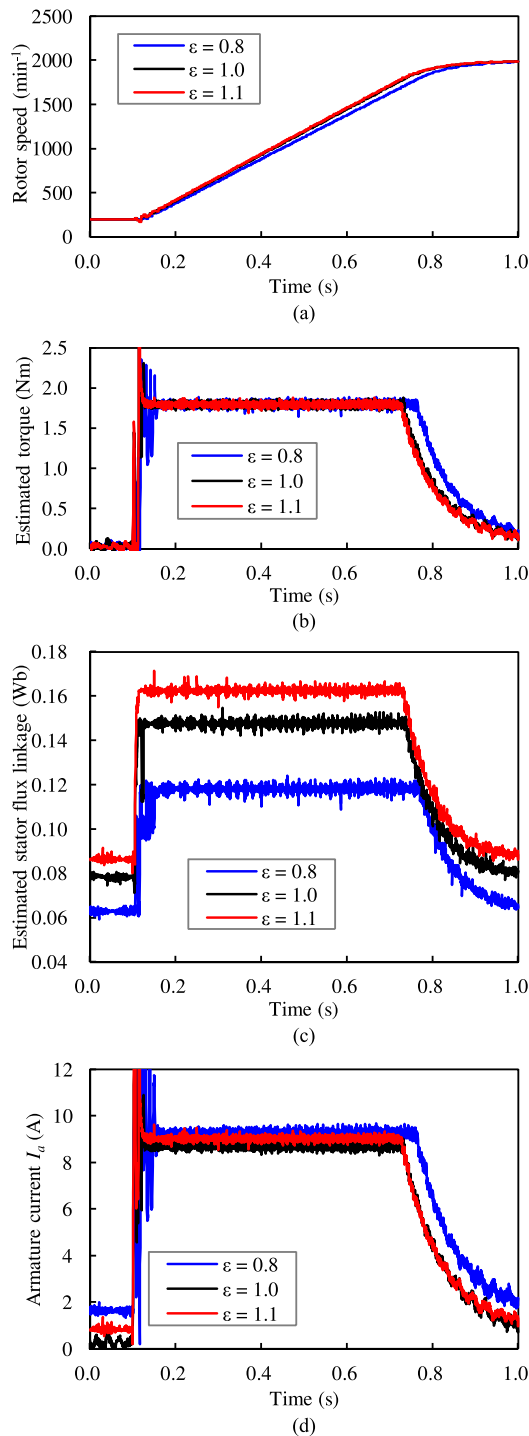 2500
2000
1500
1000
500
0
Rotor speed (min⁻¹)
ε = 0.8
ε = 1.0
ε = 1.1
0.0 0.2 0.4 0.6 0.8 1.0
Time (s)
(a)
2.5
2.0
1.5
1.0
0.5
0.0
Estimated torque (Nm)
ε = 0.8
ε = 1.0
ε = 1.1
0.0 0.2 0.4 0.6 0.8 1.0
Time (s)
(b)
0.18
0.16
0.14
0.12
0.10
0.08
0.06
0.04
Estimated stator flux linkage (Wb)
ε = 0.8
ε = 1.0
ε = 1.1
0.0 0.2 0.4 0.6 0.8 1.0
Time (s)
(c)
12
10
8
6
4
2
0
Armature current Iₐ (A)
ε = 0.8
ε = 1.0
ε = 1.1
0.0 0.2 0.4 0.6 0.8 1.0
Time (s)
(d)